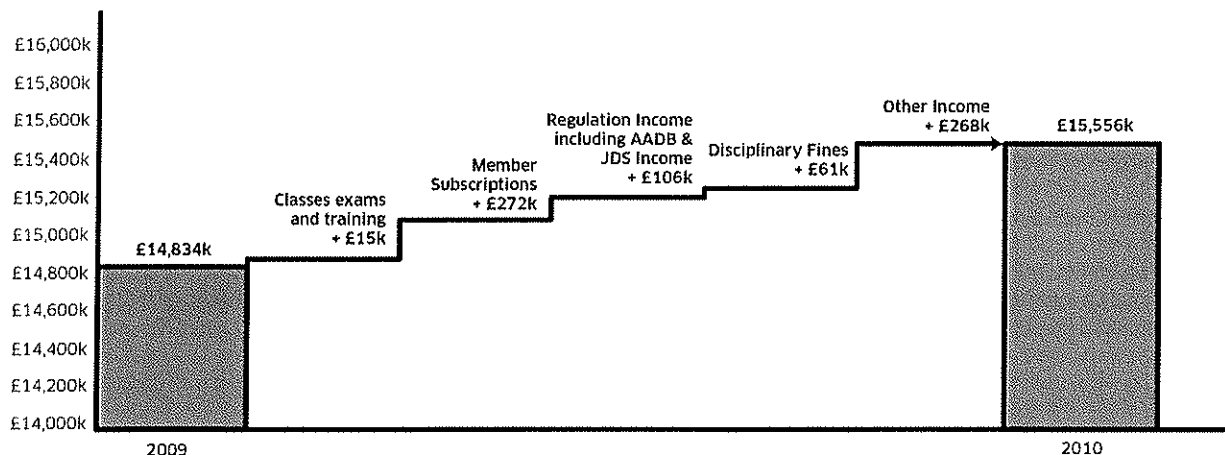 £16,000k
£15,800k
£15,600k
£15,400k
£15,200k
£15,000k
£14,800k
£14,600k
£14,400k
£14,200k
£14,000k
£14,834k
Classes exams
and training
+ £15k
Member
Subscriptions
+ £272k
Regulation Income
including AADB &
JDS Income
+ £106k
Disciplinary Fines
+ £61k
Other Income
+ £268k
£15,556k
2009
2010